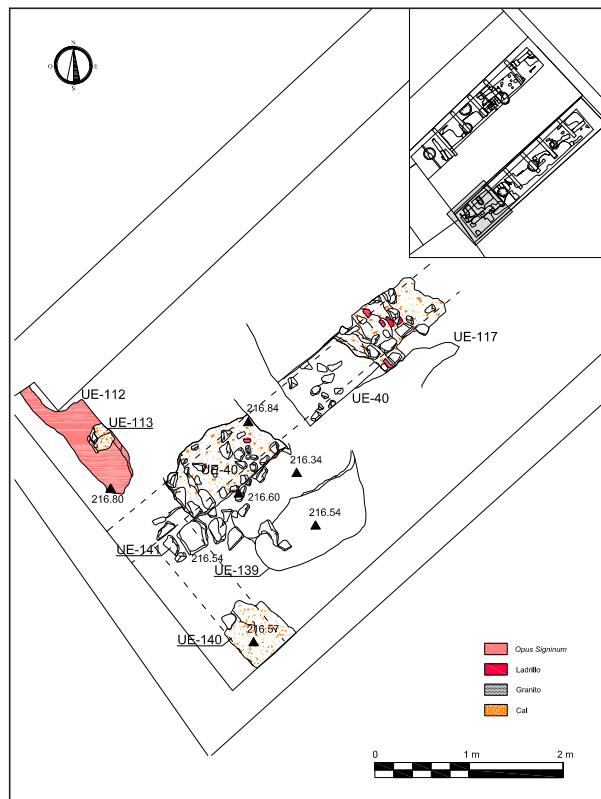 N
O E
S
UE-117
UE-112
UE-40
216.84
UE-113
UE-40
216.34
216.80
216.60
216.54
UE-141
216.54
UE-139
216.57
UE-140
Opus Signinum
Ladrillo
Granito
Cal
0 1 m 2 m